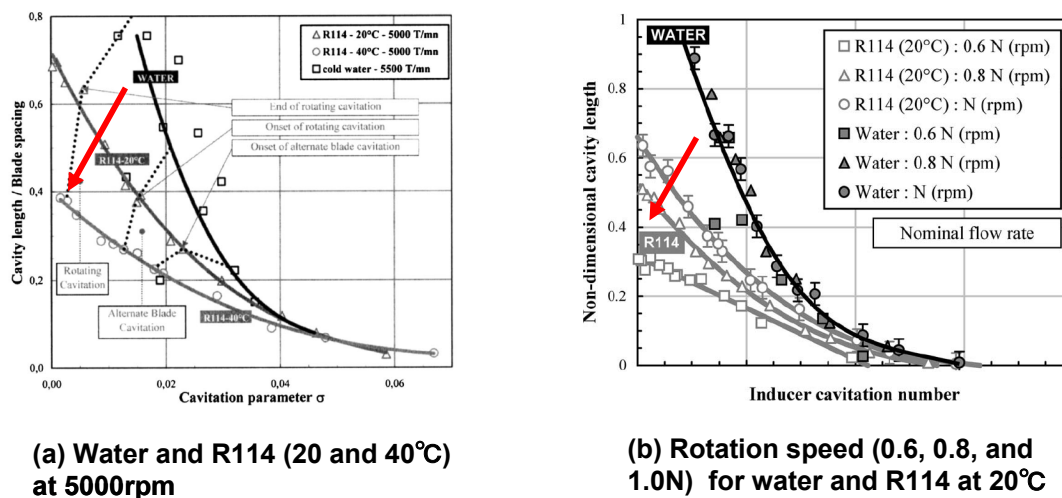 0,8
0,6
0,4
0,2
0,0
0,00
0,02
0,04
0,06
Cavity length / Blade spacing
Cavitation parameter σ
R114 - 20°C - 5000 T/mn
R114 - 40°C - 5000 T/mn
cold water - 5500 T/mn
WATER
End of rotating cavitation
Onset of rotating cavitation
Onset of alternate blade cavitation
R114-20°C
Rotating
Cavitation
Alternate Blade
Cavitation
R114-40°C
(a) Water and R114 (20 and 40℃)
at 5000rpm
1
0.8
0.6
0.4
0.2
0
Non-dimensional cavity length
Inducer cavitation number
WATER
R114 (20°C) : 0.6 N (rpm)
R114 (20°C) : 0.8 N (rpm)
R114 (20°C) : N (rpm)
Water : 0.6 N (rpm)
Water : 0.8 N (rpm)
Water : N (rpm)
Nominal flow rate
R114
(b) Rotation speed (0.6, 0.8, and
1.0N) for water and R114 at 20℃